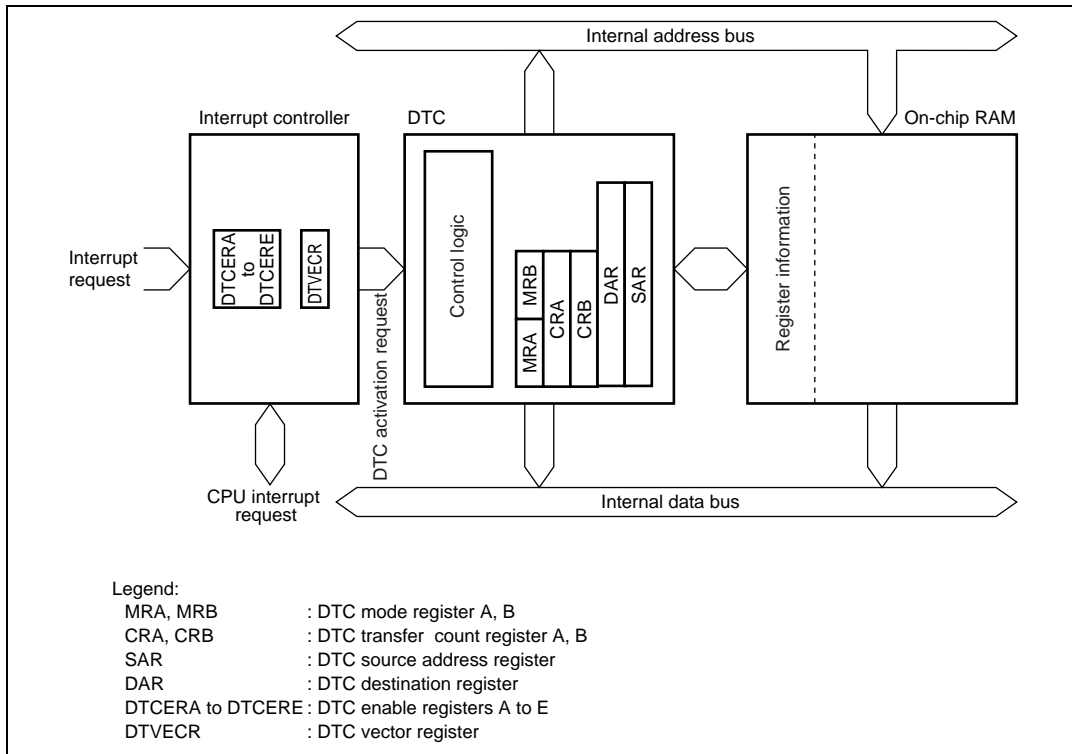 Internal address bus
Interrupt controller
DTC
On-chip RAM
Interrupt
request
DTCERA
to
DTCERE
DTVECR
DTC activation request
Control logic
MRA
MRB
CRA
CRB
DAR
SAR
Register information
CPU interrupt
request
Internal data bus
Legend:
MRA, MRB : DTC mode register A, B
CRA, CRB : DTC transfer count register A, B
SAR : DTC source address register
DAR : DTC destination register
DTCERA to DTCERE : DTC enable registers A to E
DTVECR : DTC vector register